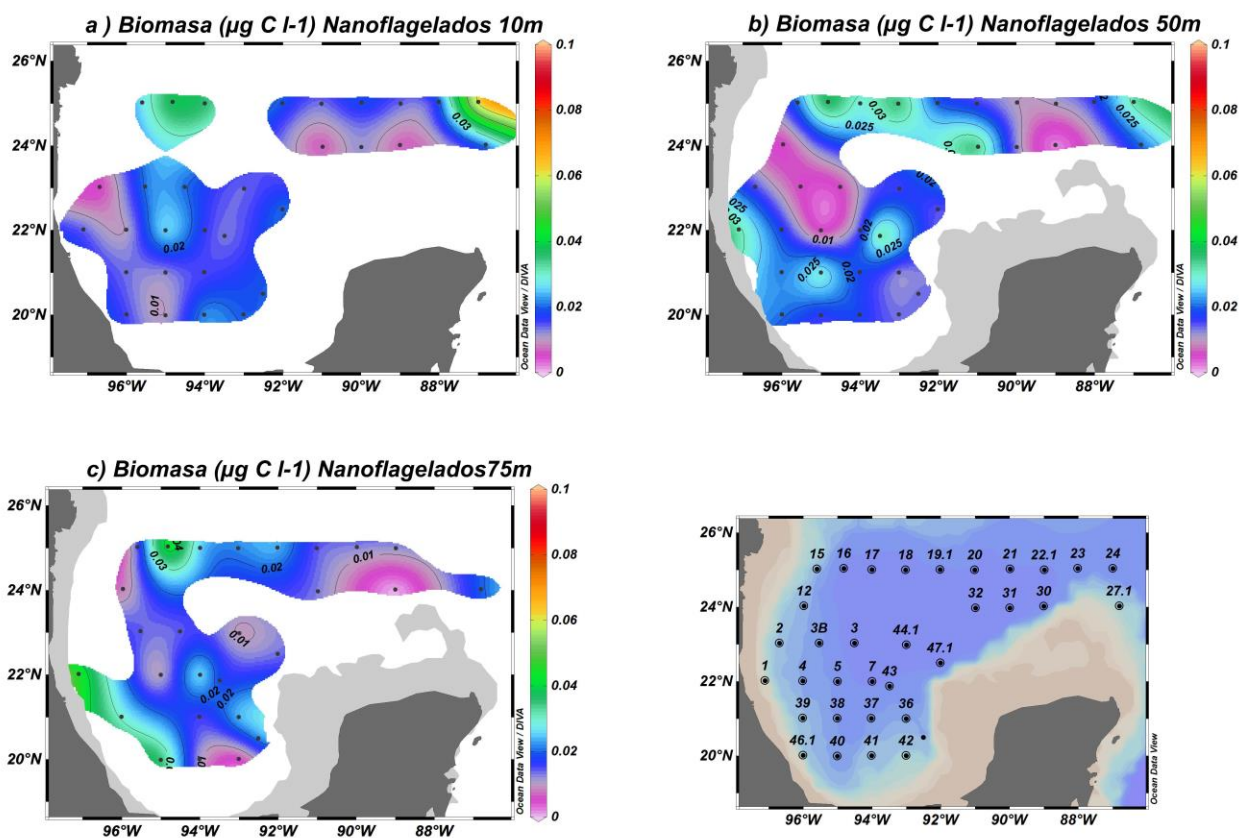 a ) Biomasa (µg C l-1) Nanoflagelados 10m
26°N
24°N
22°N
20°N
96°W 94°W 92°W 90°W 88°W
0.03
0.02
0.01
0.1
0.08
0.06
0.04
0.02
0
Ocean Data View / DIVA
b) Biomasa (µg C l-1) Nanoflagelados 50m
26°N
24°N
22°N
20°N
96°W 94°W 92°W 90°W 88°W
0.03
0.025
0.025
0.02
0.025
0.03
0.02
0.01
0.025
0.025
0.02
0.1
0.08
0.06
0.04
0.02
0
Ocean Data View / DIVA
c) Biomasa (µg C l-1) Nanoflagelados75m
26°N
24°N
22°N
20°N
96°W 94°W 92°W 90°W 88°W
0.03
0.02
0.01
0.01
0.02
0.02
0.1
0.08
0.06
0.04
0.02
0
Ocean Data View / DIVA
26°N
24°N
22°N
20°N
15 16 17 18 19.1 20 21 22.1 23 24
12 32 31 30 27.1
2 3B 3 44.1
47.1
1 4 5 7 43
39 38 37 36
46.1 40 41 42
96°W 94°W 92°W 90°W 88°W
Ocean Data View